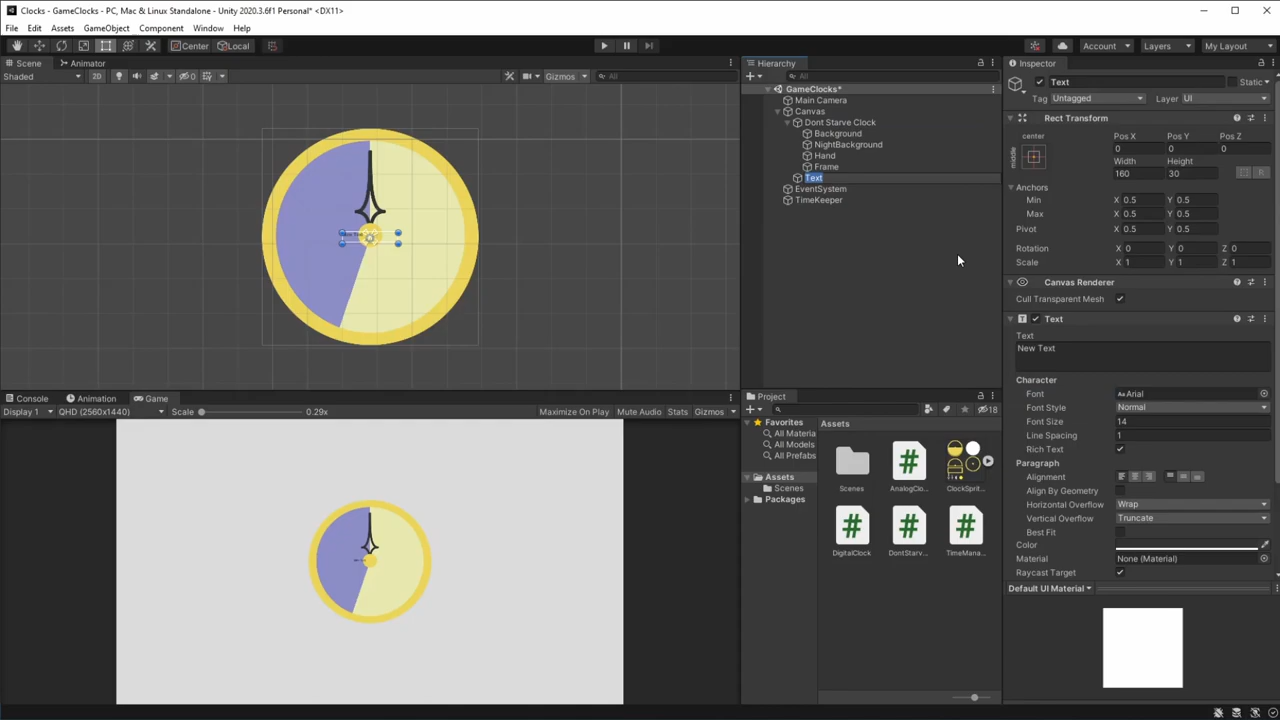 Clocks - GameClocks - PC, Mac & Linux Standalone - Unity 2020.3.6f1 Personal* <DX11>
File Edit Assets GameObject Component Window Help
Center Local Account Layers My Layout
Scene Animator
Shaded 2D 0 Gizmos All
Hierarchy
All
GameClocks*
Main Camera
Canvas
Dont Starve Clock
Background
NightBackground
Hand
Frame
Text
EventSystem
TimeKeeper
Inspector
Text Static
Tag Untagged Layer UI
Rect Transform
center
middle
Pos X Pos Y Pos Z
0 0 0
Width Height
160 30
R
Anchors
Min X 0.5 Y 0.5
Max X 0.5 Y 0.5
Pivot X 0.5 Y 0.5
Rotation X 0 Y 0 Z 0
Scale X 1 Y 1 Z 1
Canvas Renderer
Cull Transparent Mesh
Text
Text
New Text
Character
Font Arial
Font Style Normal
Font Size 14
Line Spacing 1
Rich Text
Paragraph
Alignment
Align By Geometry
Horizontal Overflow Wrap
Vertical Overflow Truncate
Best Fit
Color
Material None (Material)
Raycast Target
Default UI Material
Console Animation Game
Display 1 QHD (2560x1440) Scale 0.29x Maximize On Play Mute Audio Stats Gizmos
Project
18
Favorites
All Materia
All Models
All Prefabs
Assets
Scenes
Packages
Assets
Scenes
AnalogClo...
ClockSprit...
DigitalClock
DontStarv...
TimeMana...